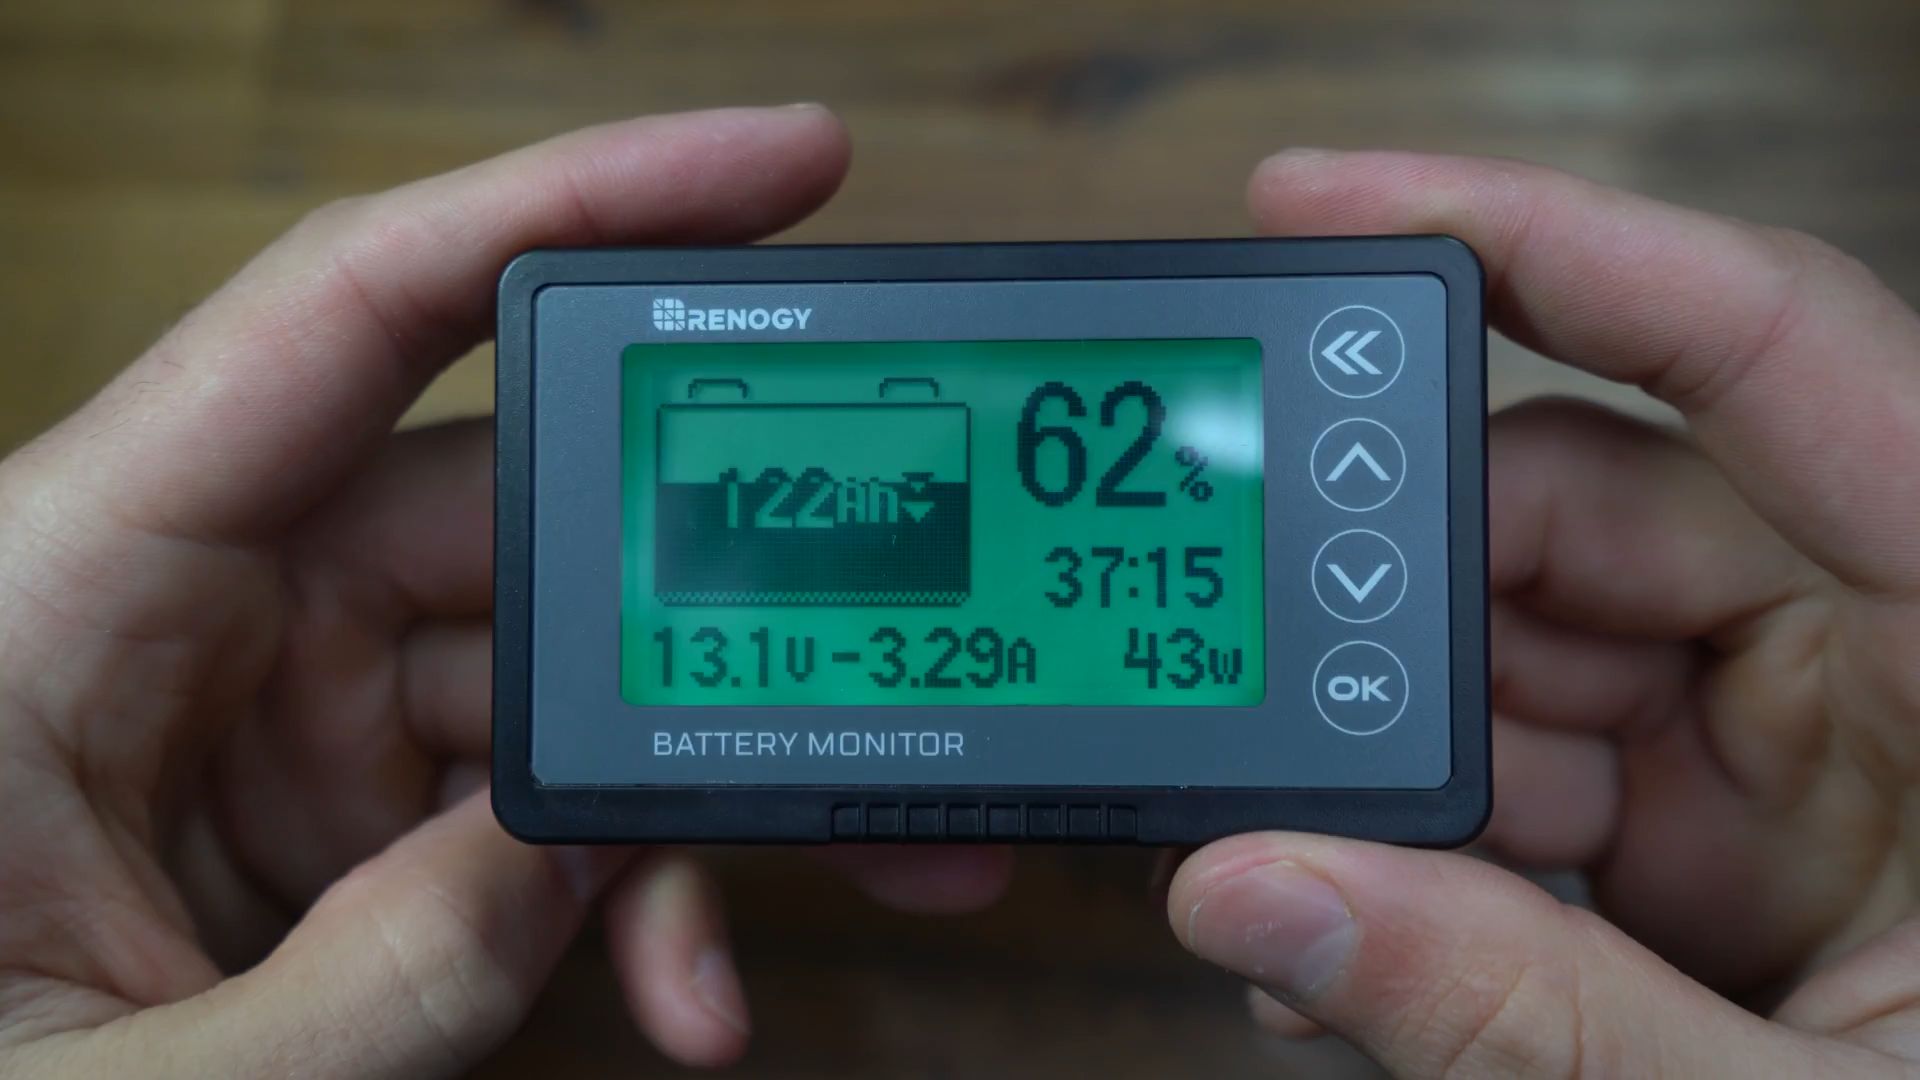 RENOGY
122Ah
62%
37:15
13.1V -3.29A 43W
BATTERY MONITOR
OK